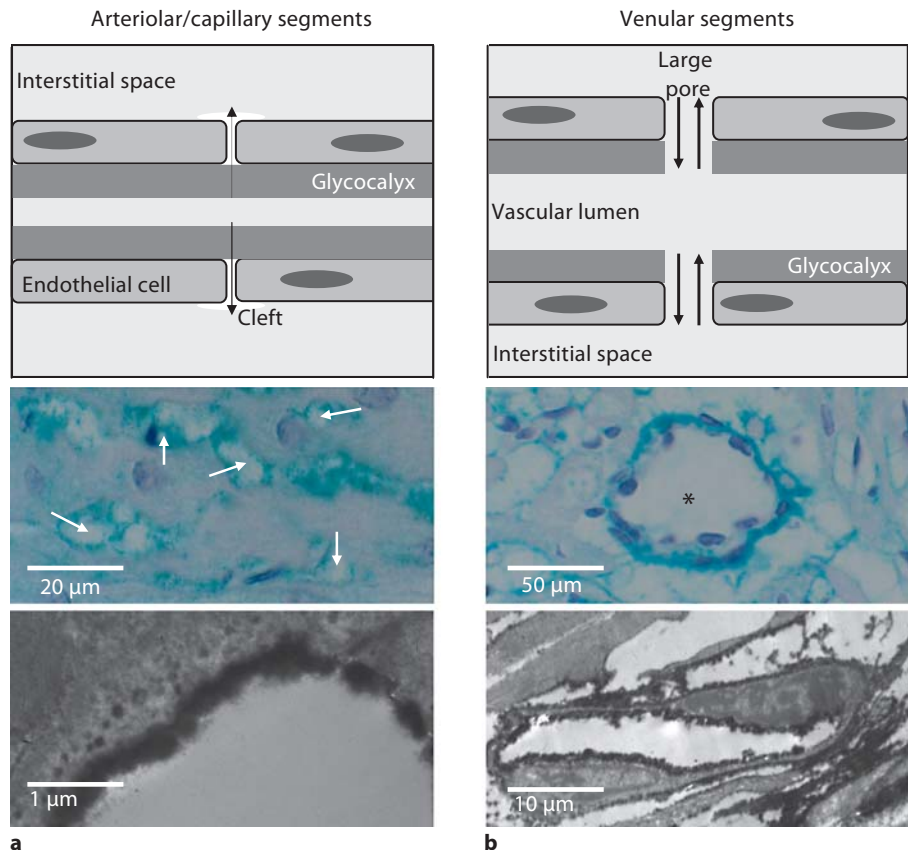 Arteriolar/capillary segments
Interstitial space
Glycocalyx
Endothelial cell
Cleft
20 µm
1 µm
a
Venular segments
Large
pore
Vascular lumen
Glycocalyx
Interstitial space
*
50 µm
10 µm
b